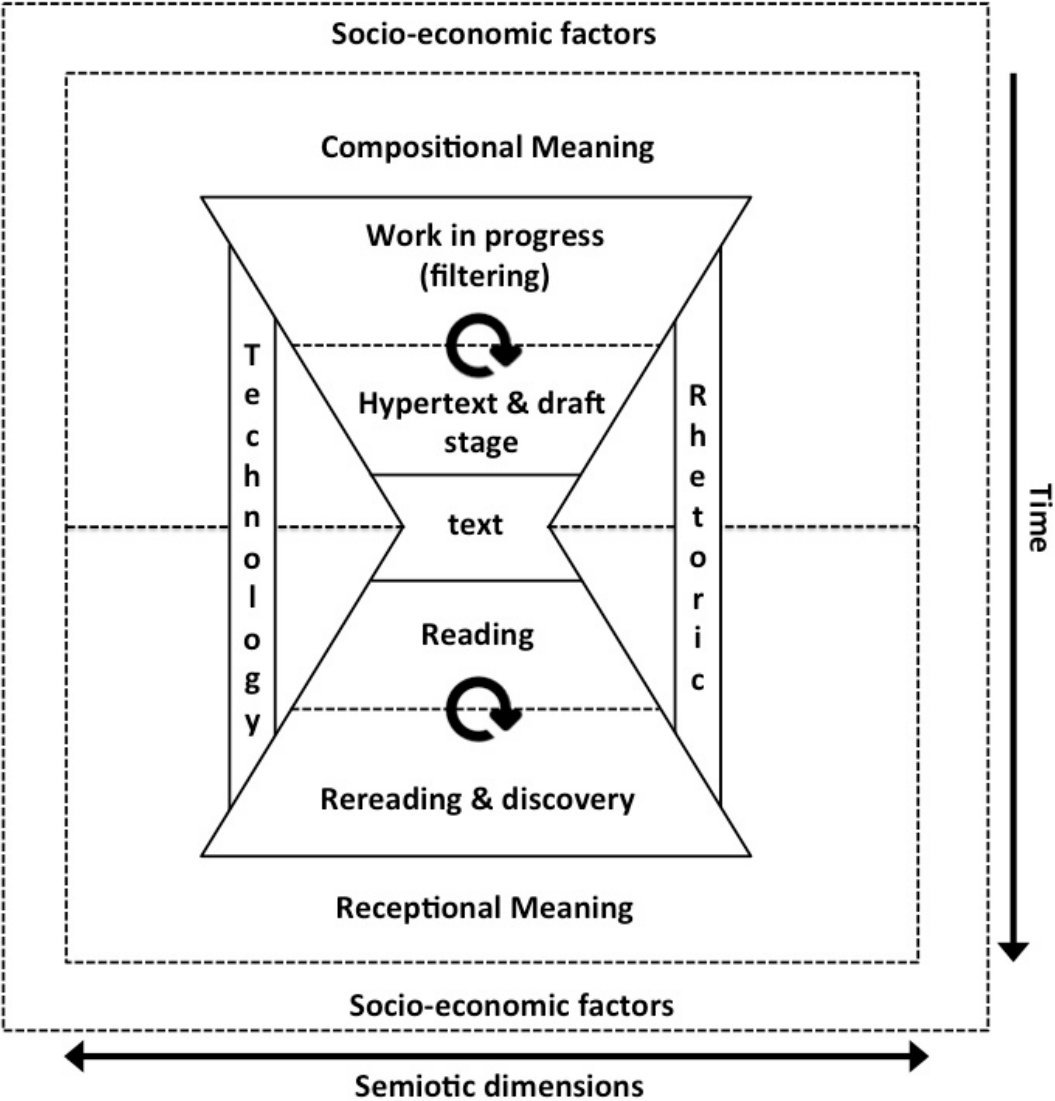 Socio-economic factors
Compositional Meaning
Work in progress
(filtering)
Hypertext & draft
stage
Technology
Rhetoric
text
Time
Reading
Rereading & discovery
Receptional Meaning
Socio-economic factors
Semiotic dimensions